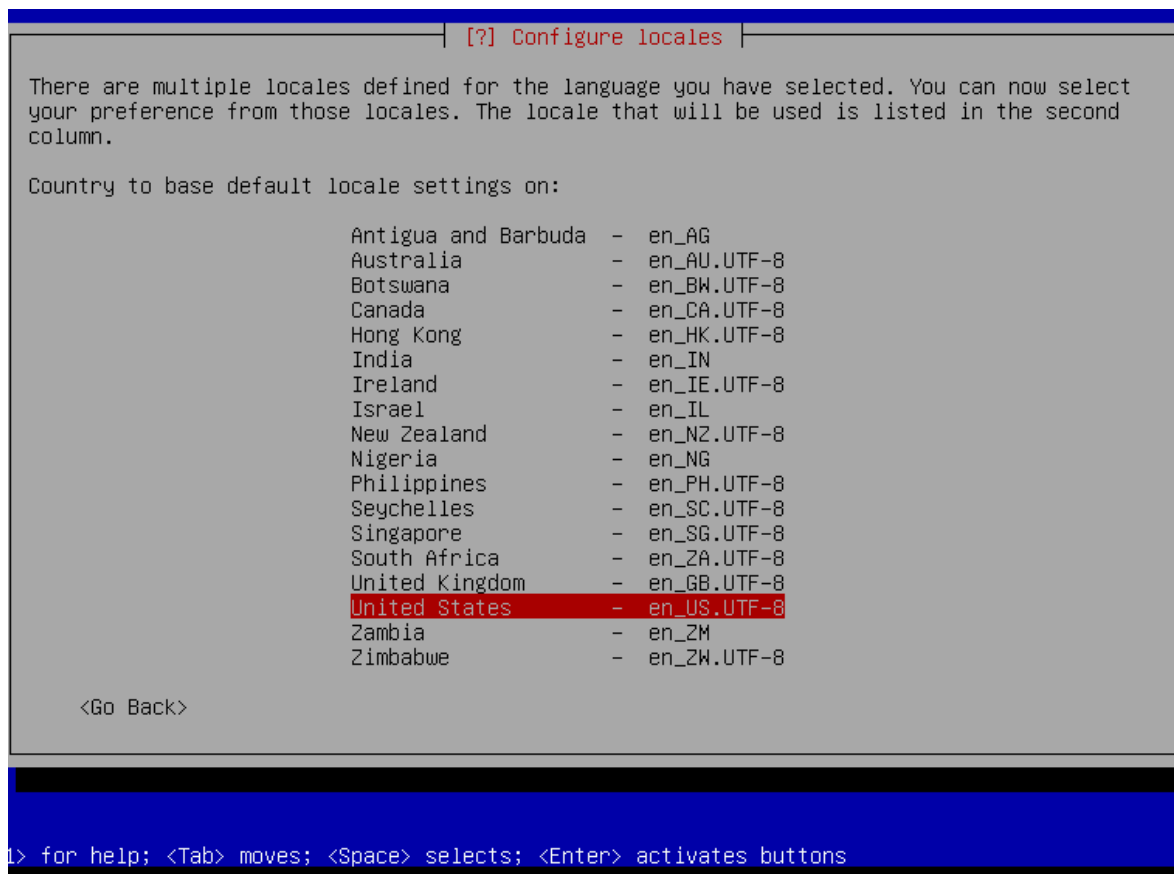 [?] Configure locales
There are multiple locales defined for the language you have selected. You can now select
your preference from those locales. The locale that will be used is listed in the second
column.
Country to base default locale settings on:
Antigua and Barbuda - en_AG
Australia - en_AU.UTF-8
Botswana - en_BW.UTF-8
Canada - en_CA.UTF-8
Hong Kong - en_HK.UTF-8
India - en_IN
Ireland - en_IE.UTF-8
Israel - en_IL
New Zealand - en_NZ.UTF-8
Nigeria - en_NG
Philippines - en_PH.UTF-8
Seychelles - en_SC.UTF-8
Singapore - en_SG.UTF-8
South Africa - en_ZA.UTF-8
United Kingdom - en_GB.UTF-8
United States - en_US.UTF-8
Zambia - en_ZM
Zimbabwe - en_ZW.UTF-8
<Go Back>
1> for help; <Tab> moves; <Space> selects; <Enter> activates buttons